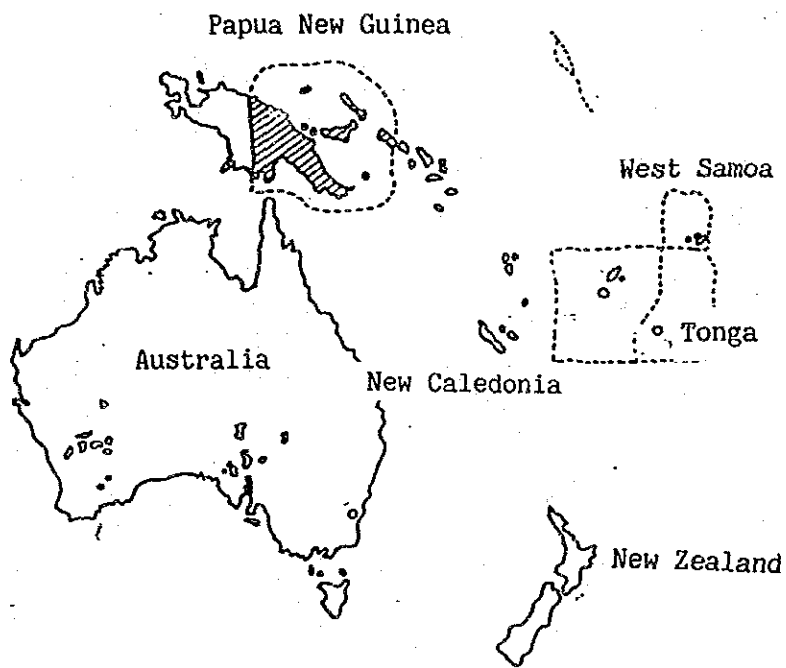 Papua New Guinea
West Samoa
Tonga
Australia
New Caledonia
New Zealand